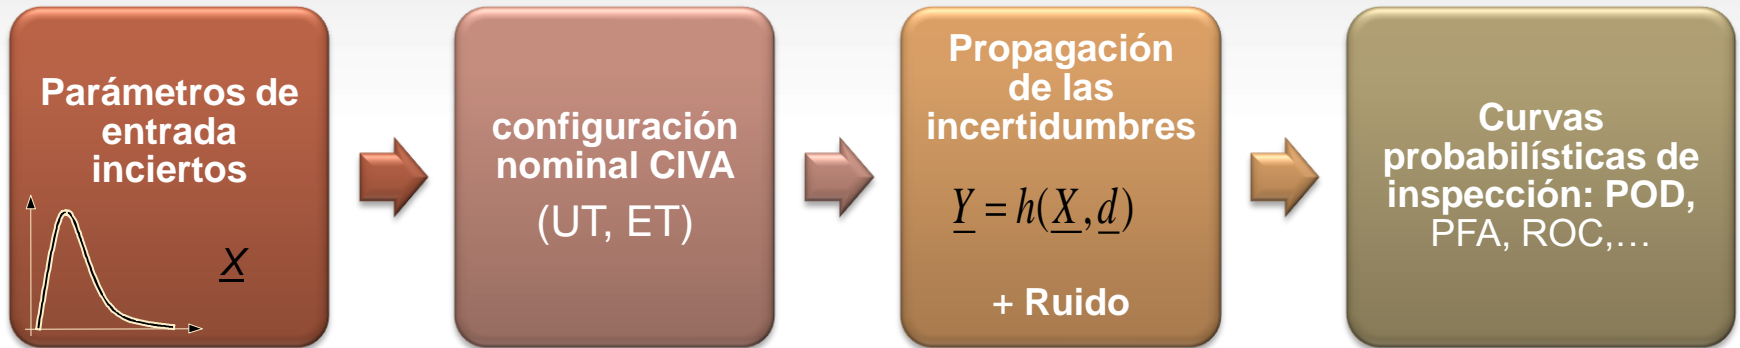 Parámetros de
entrada
inciertos
X
configuración
nominal CIVA
(UT, ET)
Propagación
de las
incertidumbres
Y = h(X,d)
+ Ruido
Curvas
probabilísticas de
inspección: POD,
PFA, ROC,...